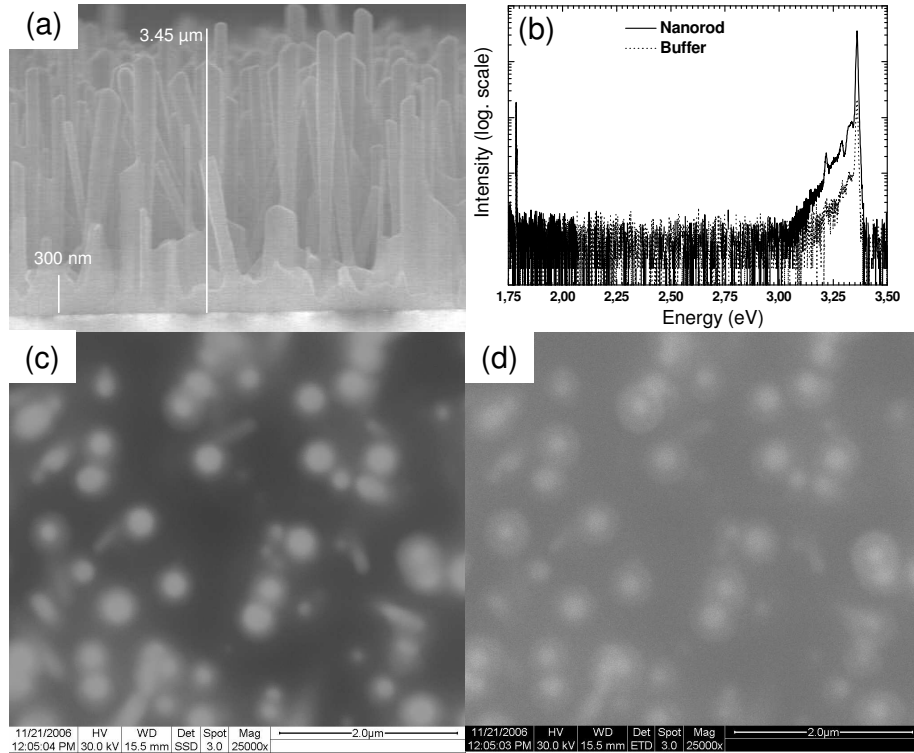 (a)
3.45 µm
300 nm
(b)
Nanorod
Buffer
Intensity (log. scale)
1,75 2,00 2,25 2,50 2,75 3,00 3,25 3,50
Energy (eV)
(c)
11/21/2006 HV WD Det Spot Mag 2.0µm
12:05:04 PM 30.0 kV 15.5 mm SSD 3.0 25000x
(d)
11/21/2006 HV WD Det Spot Mag 2.0µm
12:05:03 PM 30.0 kV 15.5 mm ETD 3.0 25000x